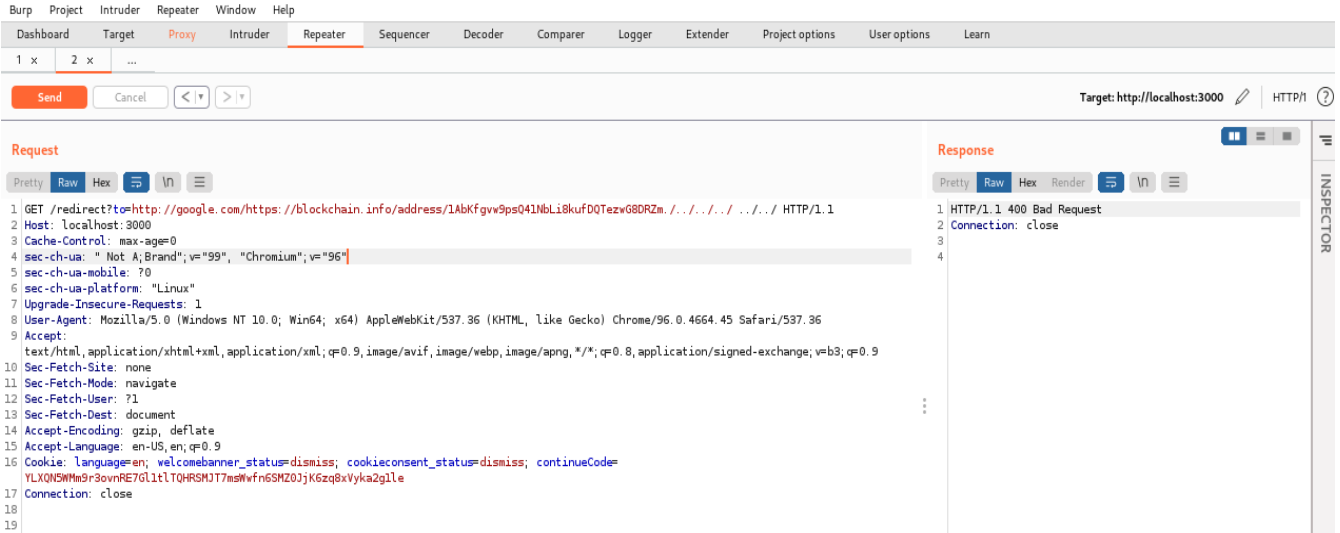 Burp Project Intruder Repeater Window Help
Dashboard Target Proxy Intruder Repeater Sequencer Decoder Comparer Logger Extender Project options User options Learn
1 x 2 x ...
Send Cancel < > Target: http://localhost:3000 HTTP/1 ?
Request
Pretty Raw Hex \n
1 GET /redirect?to=http://google.com/https://blockchain.info/address/1AbKfgvw9psQ41NbLi8kufDQTezwG8DRZm./../../../ ../../ HTTP/1.1
2 Host: localhost:3000
3 Cache-Control: max-age=0
4 sec-ch-ua: " Not A;Brand";v="99", "Chromium";v="96"
5 sec-ch-ua-mobile: ?0
6 sec-ch-ua-platform: "Linux"
7 Upgrade-Insecure-Requests: 1
8 User-Agent: Mozilla/5.0 (Windows NT 10.0; Win64; x64) AppleWebKit/537.36 (KHTML, like Gecko) Chrome/96.0.4664.45 Safari/537.36
9 Accept:
text/html,application/xhtml+xml,application/xml;q=0.9,image/avif,image/webp,image/apng,*/*;q=0.8,application/signed-exchange;v=b3;q=0.9
10 Sec-Fetch-Site: none
11 Sec-Fetch-Mode: navigate
12 Sec-Fetch-User: ?1
13 Sec-Fetch-Dest: document
14 Accept-Encoding: gzip, deflate
15 Accept-Language: en-US,en;q=0.9
16 Cookie: language=en; welcomebanner_status=dismiss; cookieconsent_status=dismiss; continueCode=
YLXQN5WMm9r3ovnRE7Gl1tlTQHRSMJT7msWwfn6SMZ0JjK6zq8xVyka2g1le
17 Connection: close
18
19
Response
Pretty Raw Hex Render \n
1 HTTP/1.1 400 Bad Request
2 Connection: close
3
4
INSPECTOR